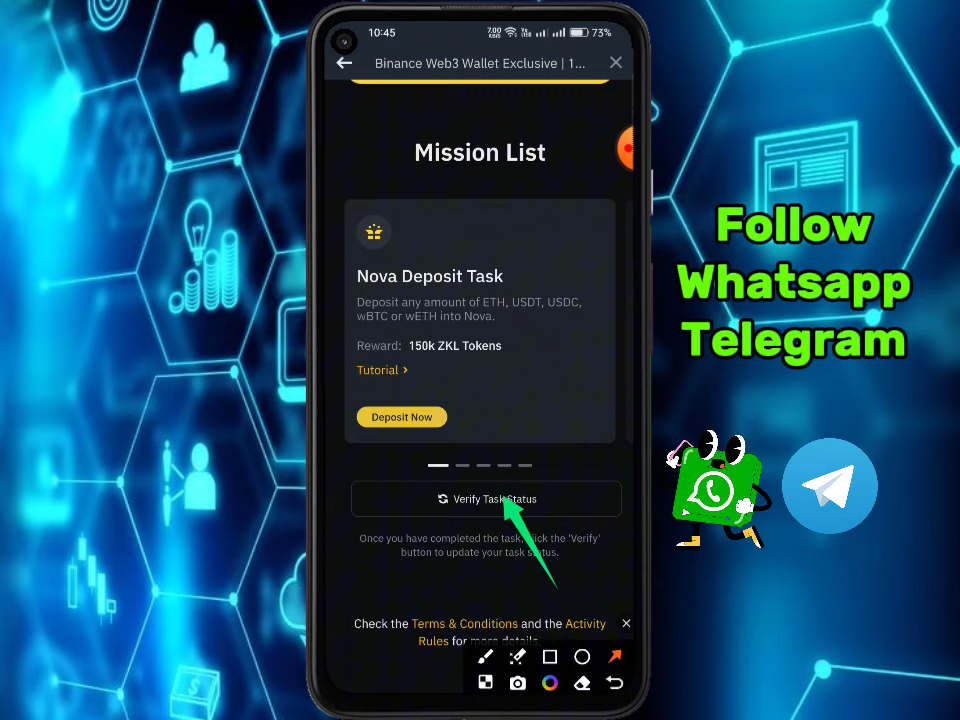 10:45
7.00
KB/S
73%
Binance Web3 Wallet Exclusive | 1...
Mission List
Nova Deposit Task
Deposit any amount of ETH, USDT, USDC,
wBTC or wETH into Nova.
Reward: 150k ZKL Tokens
Tutorial >
Deposit Now
Verify Task Status
Once you have completed the task, click the 'Verify'
button to update your task status.
Check the Terms & Conditions and the Activity
Rules for more details.
Follow
Whatsapp
Telegram